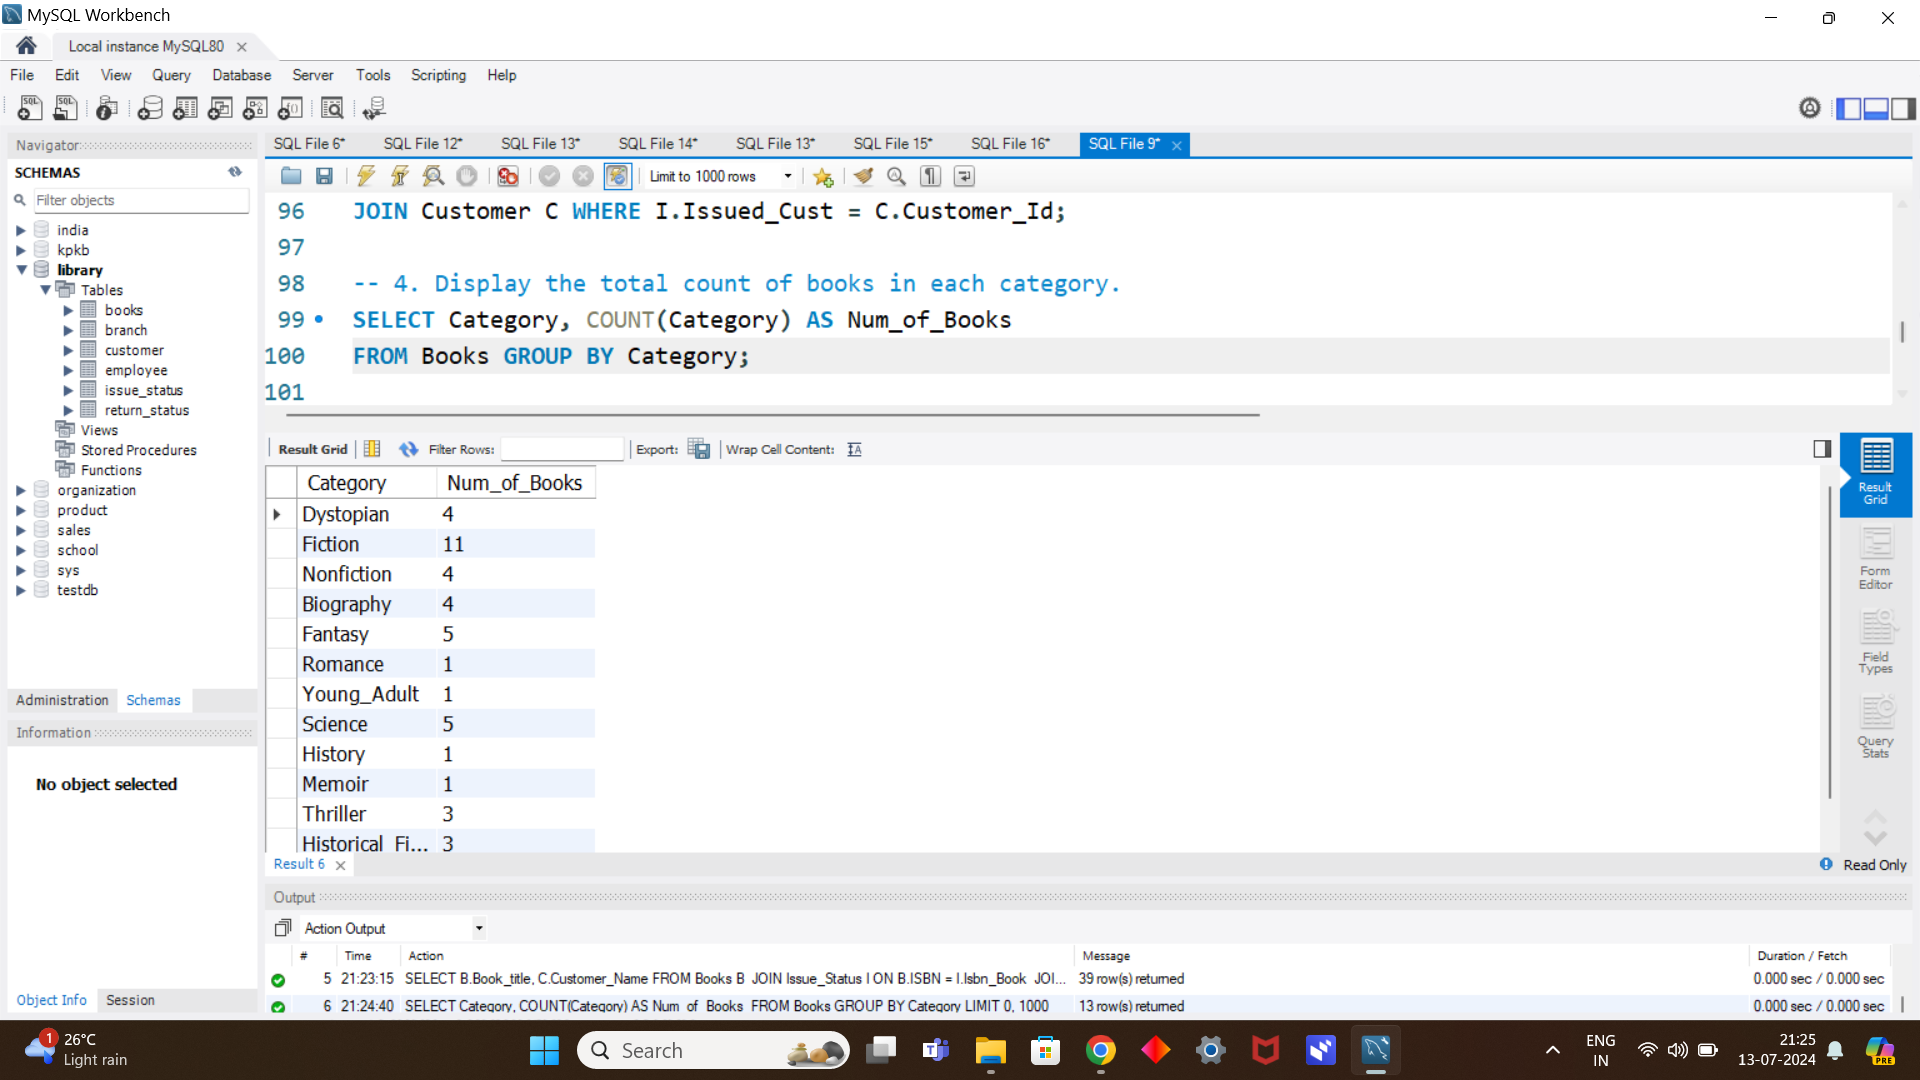 MySQL Workbench
Local instance MySQL80
File Edit View Query Database Server Tools Scripting Help
Navigator
SCHEMAS
Filter objects
india
kpkb
library
Tables
books
branch
customer
employee
issue_status
return_status
Views
Stored Procedures
Functions
organization
product
sales
school
sys
testdb
Administration Schemas
Information
No object selected
Object Info Session
SQL File 6* SQL File 12* SQL File 13* SQL File 14* SQL File 13* SQL File 15* SQL File 16* SQL File 9*
Limit to 1000 rows
96 JOIN Customer C WHERE I.Issued_Cust = C.Customer_Id;
97
98 -- 4. Display the total count of books in each category.
99 SELECT Category, COUNT(Category) AS Num_of_Books
100 FROM Books GROUP BY Category;
101
Result Grid Filter Rows: Export: Wrap Cell Content:
Category Num_of_Books
Dystopian 4
Fiction 11
Nonfiction 4
Biography 4
Fantasy 5
Romance 1
Young_Adult 1
Science 5
History 1
Memoir 1
Thriller 3
Historical_Fi... 3
Result Grid
Form Editor
Field Types
Query Stats
Result 6
Read Only
Output
Action Output
# Time Action Message Duration / Fetch
5 21:23:15 SELECT B.Book_title, C.Customer_Name FROM Books B JOIN Issue_Status I ON B.ISBN = I.Isbn_Book JOI... 39 row(s) returned 0.000 sec / 0.000 sec
6 21:24:40 SELECT Category, COUNT(Category) AS Num_of_Books FROM Books GROUP BY Category LIMIT 0, 1000 13 row(s) returned 0.000 sec / 0.000 sec
1
26°C
Light rain
Search
PRE
ENG
IN
21:25
13-07-2024